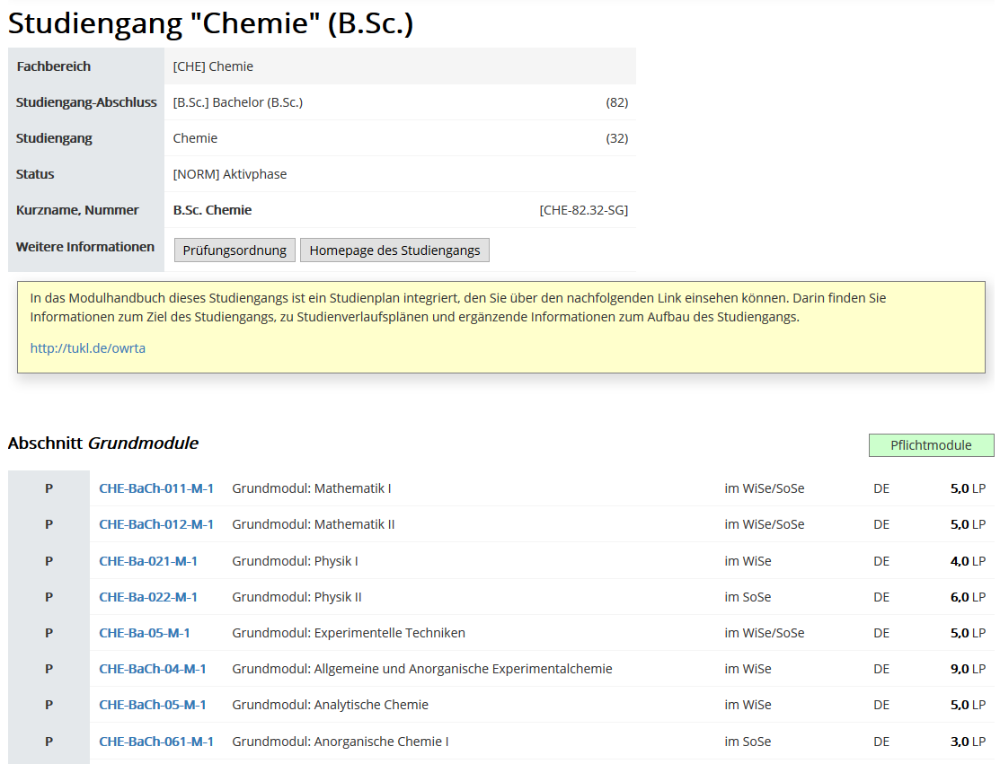 Studiengang "Chemie" (B.Sc.)
Fachbereich [CHE] Chemie
Studiengang-Abschluss [B.Sc.] Bachelor (B.Sc.) (82)
Studiengang Chemie (32)
Status [NORM] Aktivphase
Kurzname, Nummer B.Sc. Chemie [CHE-82.32-SG]
Weitere Informationen Prüfungsordnung Homepage des Studiengangs
In das Modulhandbuch dieses Studiengangs ist ein Studienplan integriert, den Sie über den nachfolgenden Link einsehen können. Darin finden Sie
Informationen zum Ziel des Studiengangs, zu Studienverlaufsplänen und ergänzende Informationen zum Aufbau des Studiengangs.
http://tukl.de/owrta
Abschnitt Grundmodule Pflichtmodule
P CHE-BaCh-011-M-1 Grundmodul: Mathematik I im WiSe/SoSe DE 5,0 LP
P CHE-BaCh-012-M-1 Grundmodul: Mathematik II im WiSe/SoSe DE 5,0 LP
P CHE-Ba-021-M-1 Grundmodul: Physik I im WiSe DE 4,0 LP
P CHE-Ba-022-M-1 Grundmodul: Physik II im SoSe DE 6,0 LP
P CHE-Ba-05-M-1 Grundmodul: Experimentelle Techniken im WiSe/SoSe DE 5,0 LP
P CHE-BaCh-04-M-1 Grundmodul: Allgemeine und Anorganische Experimentalchemie im WiSe DE 9,0 LP
P CHE-BaCh-05-M-1 Grundmodul: Analytische Chemie im WiSe DE 5,0 LP
P CHE-BaCh-061-M-1 Grundmodul: Anorganische Chemie I im SoSe DE 3,0 LP